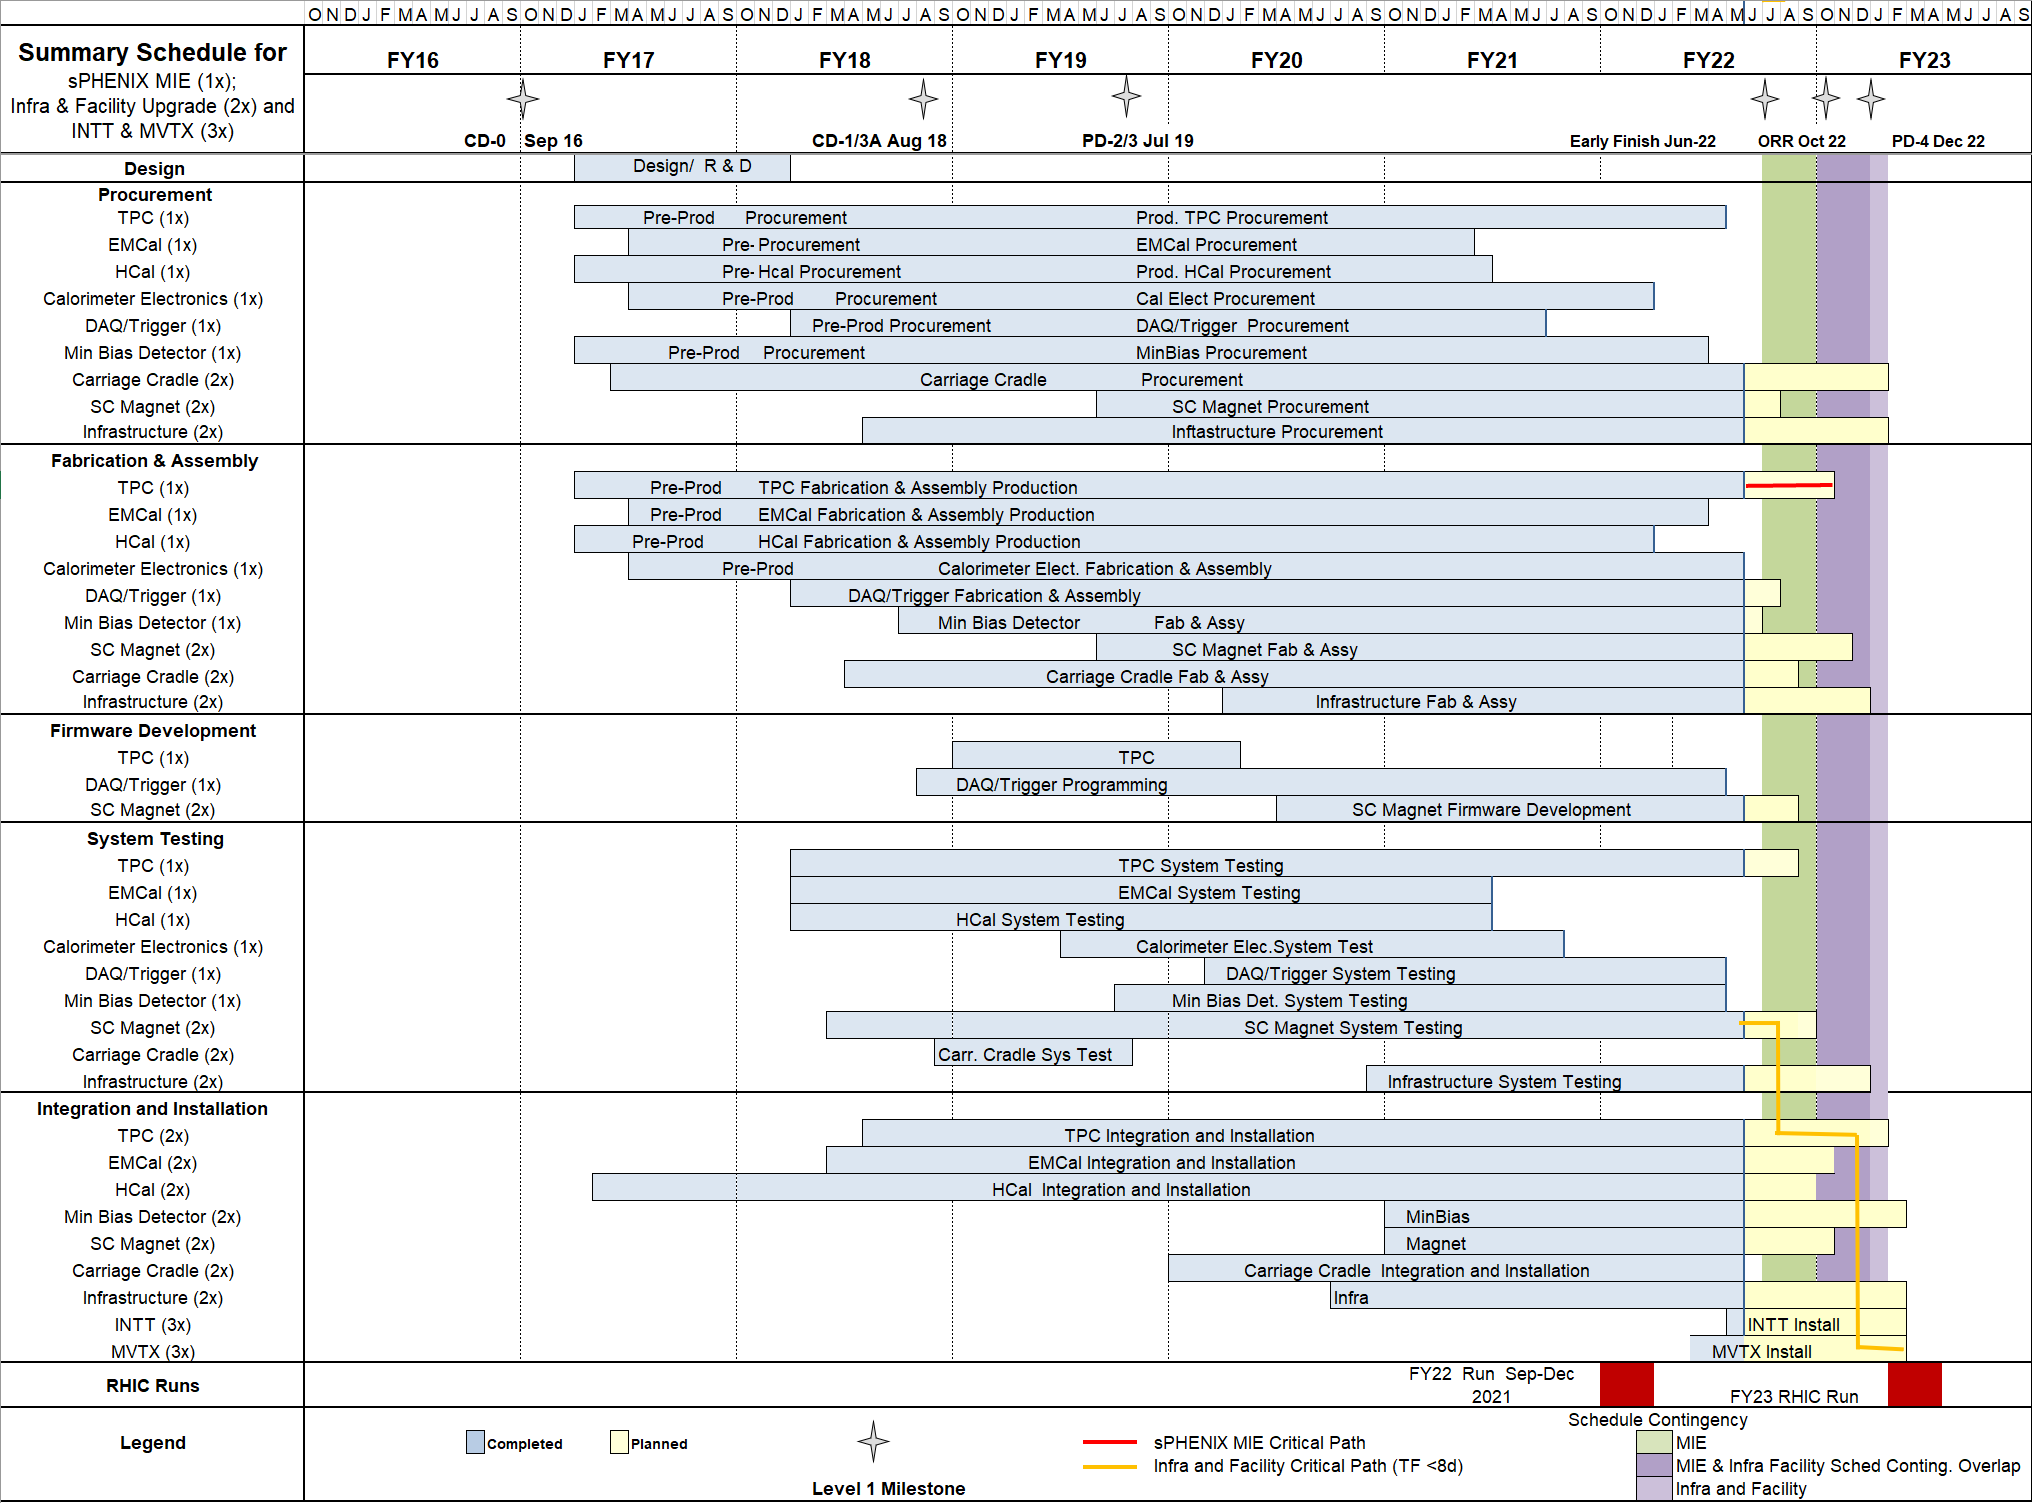 O N D J F M A M J J A S O N D J F M A M J J A S O N D J F M A M J J A S O N D J F M A M J J A S O N D J F M A M J J A S O N D J F M A M J J A S O N D J F M A M J J A S O N D J F M A M J J A S
Summary Schedule for
sPHENIX MIE (1x);
Infra & Facility Upgrade (2x) and
INTT & MVTX (3x)
FY16 FY17 FY18 FY19 FY20 FY21 FY22 FY23
CD-0 Sep 16 CD-1/3A Aug 18 PD-2/3 Jul 19 Early Finish Jun-22 ORR Oct 22 PD-4 Dec 22
Design Design/ R & D
Procurement
TPC (1x) Pre-Prod Procurement Prod. TPC Procurement
EMCal (1x) Pre- Procurement EMCal Procurement
HCal (1x) Pre- Hcal Procurement Prod. HCal Procurement
Calorimeter Electronics (1x) Pre-Prod Procurement Cal Elect Procurement
DAQ/Trigger (1x) Pre-Prod Procurement DAQ/Trigger Procurement
Min Bias Detector (1x) Pre-Prod Procurement MinBias Procurement
Carriage Cradle (2x) Carriage Cradle Procurement
SC Magnet (2x) SC Magnet Procurement
Infrastructure (2x) Inftastructure Procurement
Fabrication & Assembly
TPC (1x) Pre-Prod TPC Fabrication & Assembly Production
EMCal (1x) Pre-Prod EMCal Fabrication & Assembly Production
HCal (1x) Pre-Prod HCal Fabrication & Assembly Production
Calorimeter Electronics (1x) Pre-Prod Calorimeter Elect. Fabrication & Assembly
DAQ/Trigger (1x) DAQ/Trigger Fabrication & Assembly
Min Bias Detector (1x) Min Bias Detector Fab & Assy
SC Magnet (2x) SC Magnet Fab & Assy
Carriage Cradle (2x) Carriage Cradle Fab & Assy
Infrastructure (2x) Infrastructure Fab & Assy
Firmware Development
TPC (1x) TPC
DAQ/Trigger (1x) DAQ/Trigger Programming
SC Magnet (2x) SC Magnet Firmware Development
System Testing
TPC (1x) TPC System Testing
EMCal (1x) EMCal System Testing
HCal (1x) HCal System Testing
Calorimeter Electronics (1x) Calorimeter Elec.System Test
DAQ/Trigger (1x) DAQ/Trigger System Testing
Min Bias Detector (1x) Min Bias Det. System Testing
SC Magnet (2x) SC Magnet System Testing
Carriage Cradle (2x) Carr. Cradle Sys Test
Infrastructure (2x) Infrastructure System Testing
Integration and Installation
TPC (2x) TPC Integration and Installation
EMCal (2x) EMCal Integration and Installation
HCal (2x) HCal Integration and Installation
Min Bias Detector (2x) MinBias
SC Magnet (2x) Magnet
Carriage Cradle (2x) Carriage Cradle Integration and Installation
Infrastructure (2x) Infra
INTT (3x) INTT Install
MVTX (3x) MVTX Install
RHIC Runs FY22 Run Sep-Dec
2021 FY23 RHIC Run
Schedule Contingency
Legend Completed Planned sPHENIX MIE Critical Path MIE
Infra and Facility Critical Path (TF <8d) MIE & Infra Facility Sched Conting. Overlap
Level 1 Milestone Infra and Facility